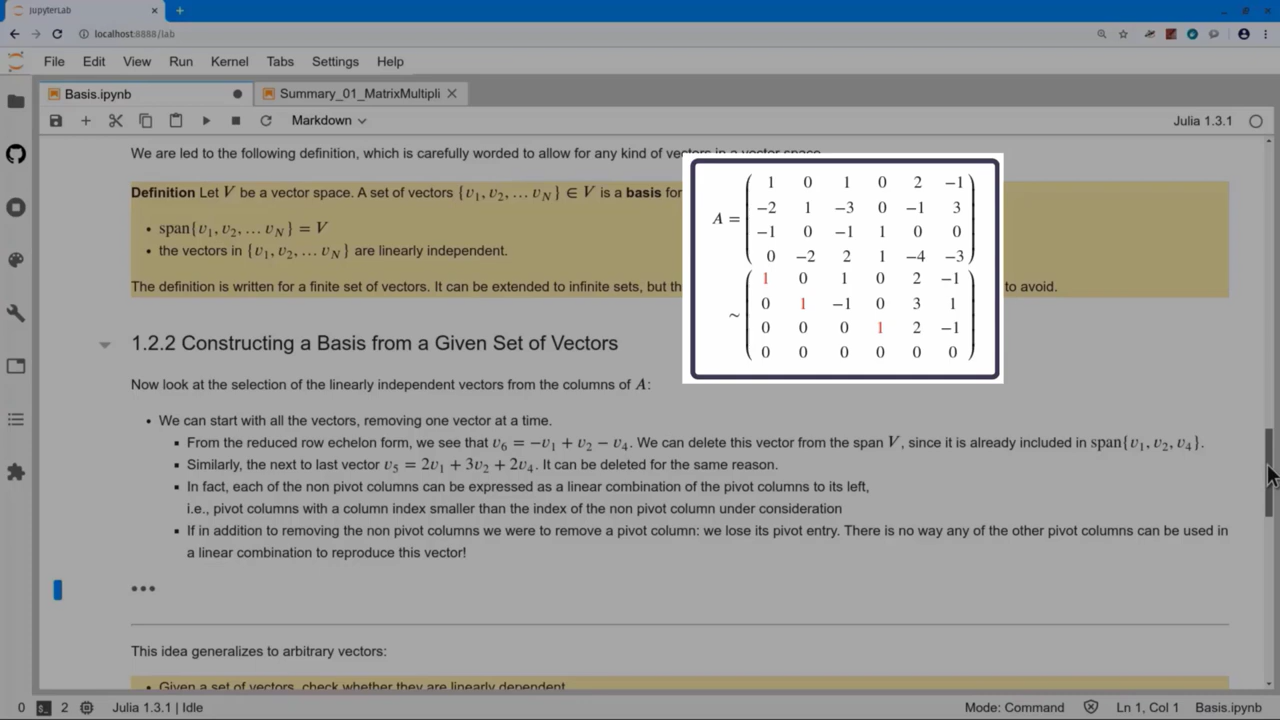 JupyterLab
localhost:8888/lab
File Edit View Run Kernel Tabs Settings Help
Basis.ipynb Summary_01_MatrixMultipli
Markdown Julia 1.3.1
We are led to the following definition, which is carefully worded to allow for any kind of vectors in a vector space.
Definition Let V be a vector space. A set of vectors {v₁, v₂, … v_N} ∈ V is a basis for
• span{v₁, v₂, … v_N} = V
• the vectors in {v₁, v₂, … v_N} are linearly independent.
The definition is written for a finite set of vectors. It can be extended to infinite sets, but th to avoid.
A =
1 0 1 0 2 −1
−2 1 −3 0 −1 3
−1 0 −1 1 0 0
0 −2 2 1 −4 −3
∼
1 0 1 0 2 −1
0 1 −1 0 3 1
0 0 0 1 2 −1
0 0 0 0 0 0
1.2.2 Constructing a Basis from a Given Set of Vectors
Now look at the selection of the linearly independent vectors from the columns of A:
• We can start with all the vectors, removing one vector at a time.
▪ From the reduced row echelon form, we see that v₆ = −v₁ + v₂ − v₄. We can delete this vector from the span V, since it is already included in span{v₁, v₂, v₄}.
▪ Similarly, the next to last vector v₅ = 2v₁ + 3v₂ + 2v₄. It can be deleted for the same reason.
▪ In fact, each of the non pivot columns can be expressed as a linear combination of the pivot columns to its left,
i.e., pivot columns with a column index smaller than the index of the non pivot column under consideration
▪ If in addition to removing the non pivot columns we were to remove a pivot column: we lose its pivot entry. There is no way any of the other pivot columns can be used in
a linear combination to reproduce this vector!
•••
This idea generalizes to arbitrary vectors:
• Given a set of vectors, check whether they are linearly dependent
0 2 Julia 1.3.1 | Idle Mode: Command Ln 1, Col 1 Basis.ipynb